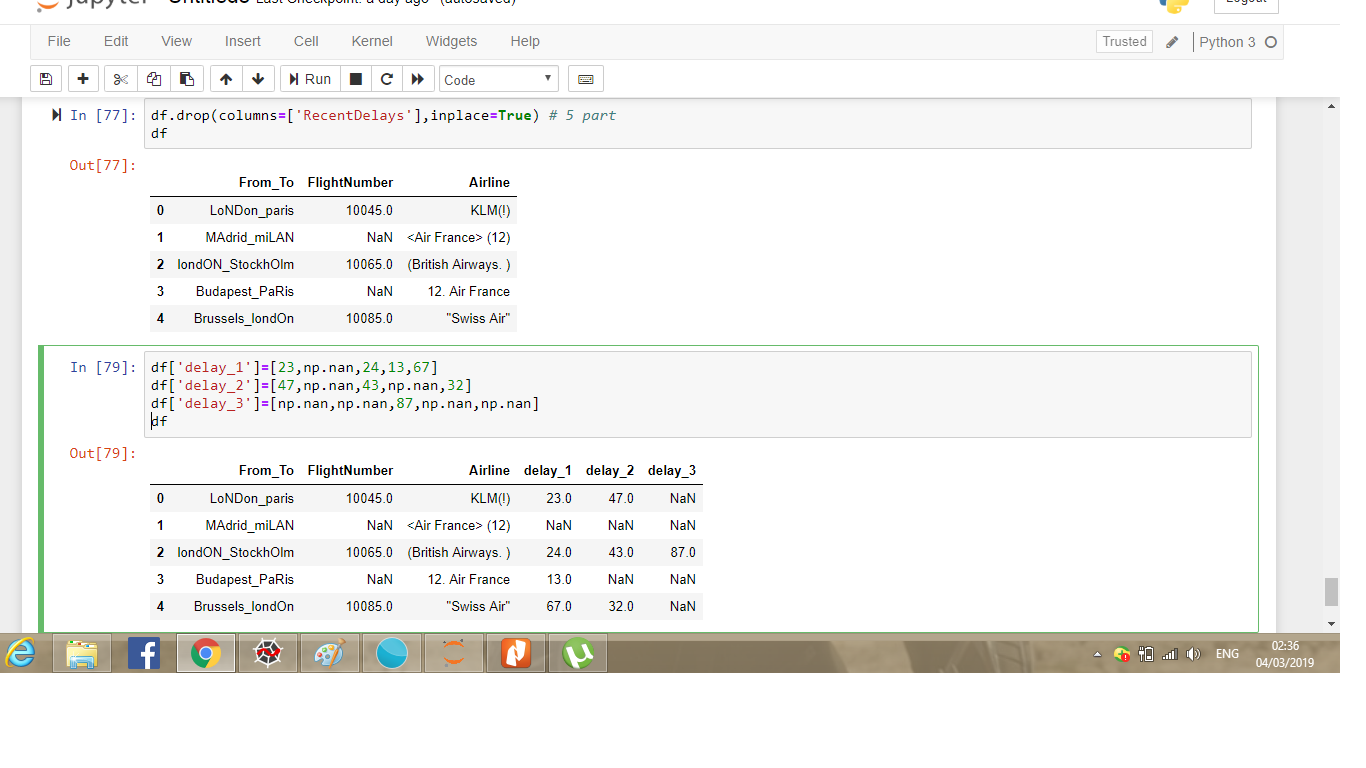 Last Checkpoint: a day ago (autosaved)
File Edit View Insert Cell Kernel Widgets Help Trusted Python 3
Run Code
In [77]: df.drop(columns=['RecentDelays'],inplace=True) # 5 part
df
Out[77]:
From_To FlightNumber Airline
0 LoNDon_paris 10045.0 KLM(!)
1 MAdrid_miLAN NaN <Air France> (12)
2 londON_StockhOlm 10065.0 (British Airways. )
3 Budapest_PaRis NaN 12. Air France
4 Brussels_londOn 10085.0 "Swiss Air"
In [79]: df['delay_1']=[23,np.nan,24,13,67]
df['delay_2']=[47,np.nan,43,np.nan,32]
df['delay_3']=[np.nan,np.nan,87,np.nan,np.nan]
df
Out[79]:
From_To FlightNumber Airline delay_1 delay_2 delay_3
0 LoNDon_paris 10045.0 KLM(!) 23.0 47.0 NaN
1 MAdrid_miLAN NaN <Air France> (12) NaN NaN NaN
2 londON_StockhOlm 10065.0 (British Airways. ) 24.0 43.0 87.0
3 Budapest_PaRis NaN 12. Air France 13.0 NaN NaN
4 Brussels_londOn 10085.0 "Swiss Air" 67.0 32.0 NaN
ENG 02:36
04/03/2019